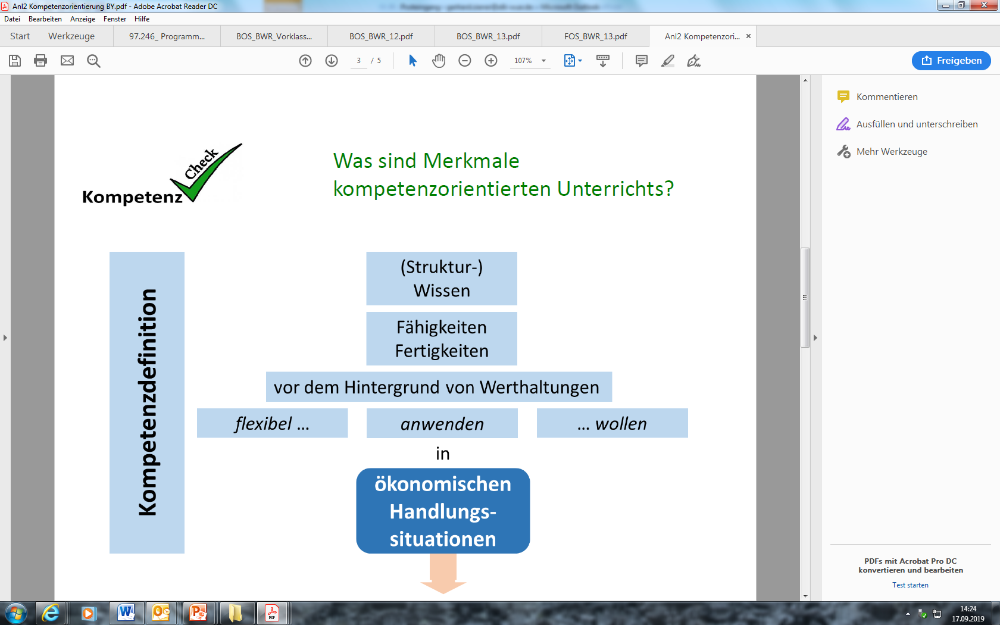 Anl2 Kompetenzorientierung BY.pdf - Adobe Acrobat Reader DC
Datei Bearbeiten Anzeige Fenster Hilfe
Start Werkzeuge 97.246_ Programm... BOS_BWR_Vorklass... BOS_BWR_12.pdf BOS_BWR_13.pdf FOS_BWR_13.pdf Anl2 Kompetenzori... ×
3 / 5 107% Freigeben
Kommentieren
Ausfüllen und unterschreiben
Mehr Werkzeuge
Kompetenz Check
Was sind Merkmale
kompetenzorientierten Unterrichts?
Kompetenzdefinition
(Struktur-)
Wissen
Fähigkeiten
Fertigkeiten
vor dem Hintergrund von Werthaltungen
flexibel ... anwenden ... wollen
in
ökonomischen
Handlungs-
situationen
PDFs mit Acrobat Pro DC
konvertieren und bearbeiten
Test starten
PDF
14:24
17.09.2019